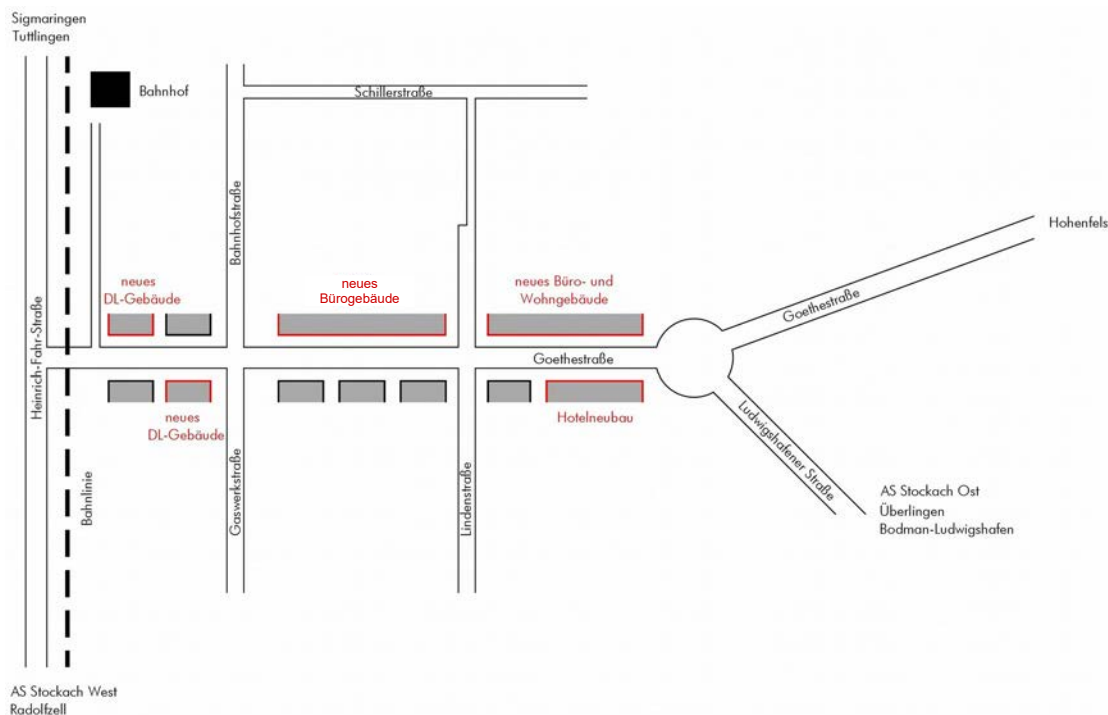 Sigmaringen
Tuttlingen
Bahnhof
Schillerstraße
Bahnhofstraße
Hohenfels
Goethestraße
neues
DL-Gebäude
neues
Bürogebäude
neues Büro- und
Wohngebäude
Heinrich-Fahr-Straße
Goethestraße
neues
DL-Gebäude
Hotelneubau
Ludwigshafener Straße
Bahnlinie
Gaswerkstraße
Lindenstraße
AS Stockach Ost
Überlingen
Bodman-Ludwigshafen
AS Stockach West
Radolfzell